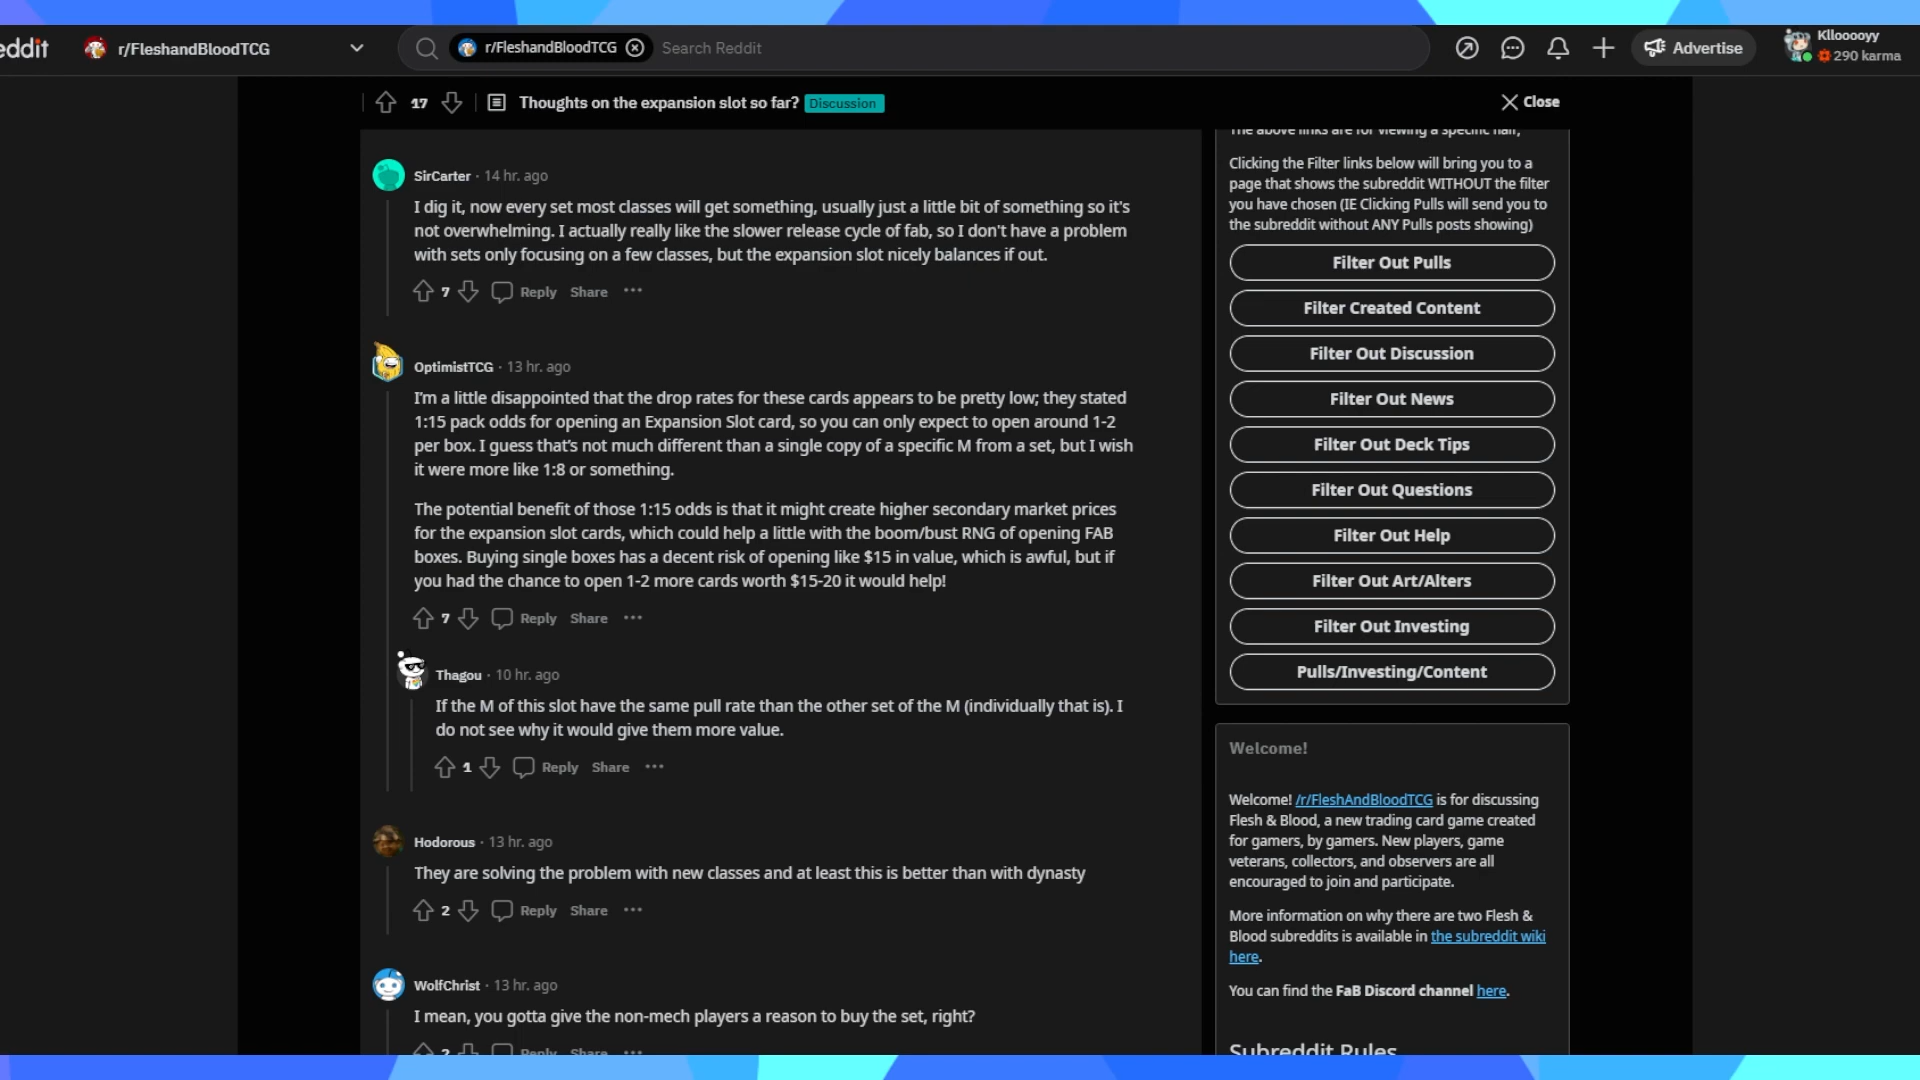 eddit
r/FleshandBloodTCG
r/FleshandBloodTCG
Search Reddit
Advertise
Kllooooyy
290 karma
17
Thoughts on the expansion slot so far? Discussion
Close
SirCarter · 14 hr. ago
I dig it, now every set most classes will get something, usually just a little bit of something so it's
not overwhelming. I actually really like the slower release cycle of fab, so I don't have a problem
with sets only focusing on a few classes, but the expansion slot nicely balances if out.
7 Reply Share ···
OptimistTCG · 13 hr. ago
I'm a little disappointed that the drop rates for these cards appears to be pretty low; they stated
1:15 pack odds for opening an Expansion Slot card, so you can only expect to open around 1-2
per box. I guess that's not much different than a single copy of a specific M from a set, but I wish
it were more like 1:8 or something.
The potential benefit of those 1:15 odds is that it might create higher secondary market prices
for the expansion slot cards, which could help a little with the boom/bust RNG of opening FAB
boxes. Buying single boxes has a decent risk of opening like $15 in value, which is awful, but if
you had the chance to open 1-2 more cards worth $15-20 it would help!
7 Reply Share ···
Thagou · 10 hr. ago
If the M of this slot have the same pull rate than the other set of the M (individually that is). I
do not see why it would give them more value.
1 Reply Share ···
Hodorous · 13 hr. ago
They are solving the problem with new classes and at least this is better than with dynasty
2 Reply Share ···
WolfChrist · 13 hr. ago
I mean, you gotta give the non-mech players a reason to buy the set, right?
2 Reply Share ···
The above links are for viewing a specific flair,
Clicking the Filter links below will bring you to a
page that shows the subreddit WITHOUT the filter
you have chosen (IE Clicking Pulls will send you to
the subreddit without ANY Pulls posts showing)
Filter Out Pulls
Filter Created Content
Filter Out Discussion
Filter Out News
Filter Out Deck Tips
Filter Out Questions
Filter Out Help
Filter Out Art/Alters
Filter Out Investing
Pulls/Investing/Content
Welcome!
Welcome! /r/FleshAndBloodTCG is for discussing
Flesh & Blood, a new trading card game created
for gamers, by gamers. New players, game
veterans, collectors, and observers are all
encouraged to join and participate.
More information on why there are two Flesh &
Blood subreddits is available in the subreddit wiki
here.
You can find the FaB Discord channel here.
Subreddit Rules